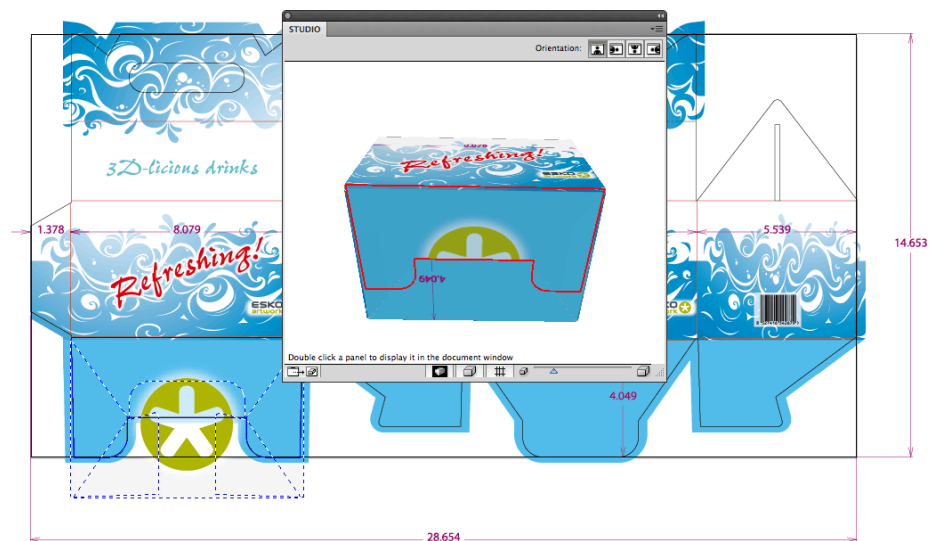 STUDIO
Orientation:
Refreshing!
ESKO
4.049
Double click a panel to display it in the document window
3D-licious drinks
1.378
8.079
5.539
14.653
Refreshing!
ESKO
artwork
4.049
28.654